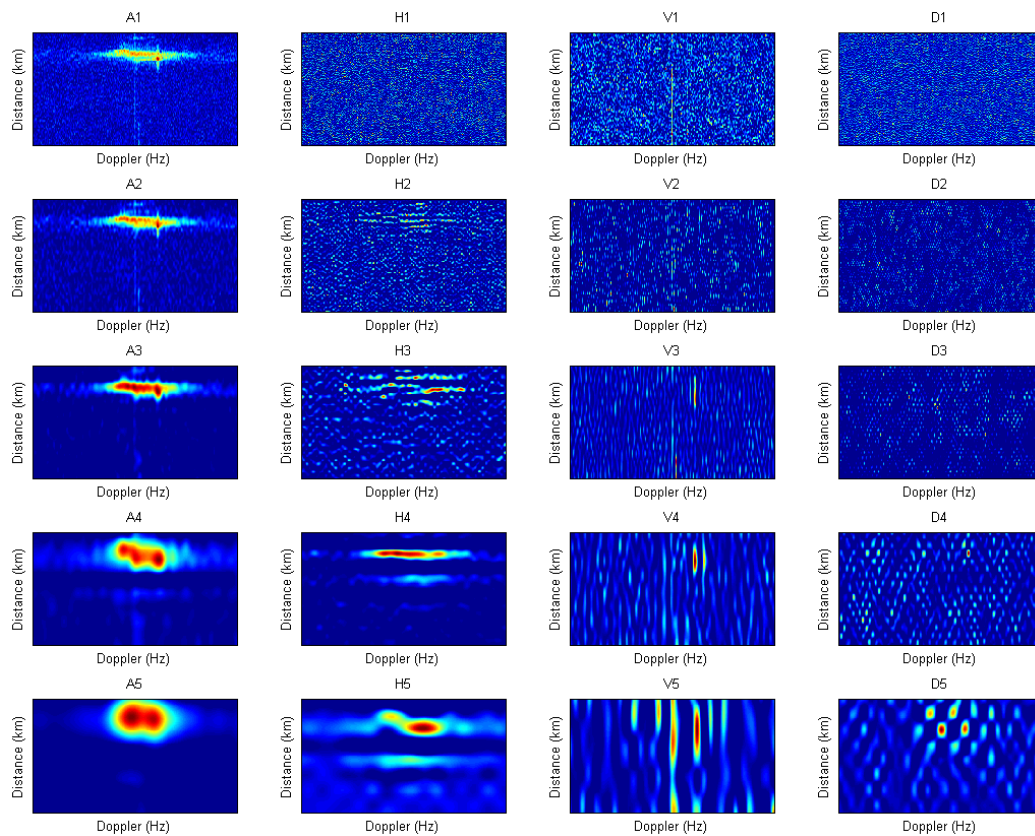 A1 H1 V1 D1
Distance (km) Distance (km) Distance (km) Distance (km)
Doppler (Hz) Doppler (Hz) Doppler (Hz) Doppler (Hz)
A2 H2 V2 D2
Distance (km) Distance (km) Distance (km) Distance (km)
Doppler (Hz) Doppler (Hz) Doppler (Hz) Doppler (Hz)
A3 H3 V3 D3
Distance (km) Distance (km) Distance (km) Distance (km)
Doppler (Hz) Doppler (Hz) Doppler (Hz) Doppler (Hz)
A4 H4 V4 D4
Distance (km) Distance (km) Distance (km) Distance (km)
Doppler (Hz) Doppler (Hz) Doppler (Hz) Doppler (Hz)
A5 H5 V5 D5
Distance (km) Distance (km) Distance (km) Distance (km)
Doppler (Hz) Doppler (Hz) Doppler (Hz) Doppler (Hz)